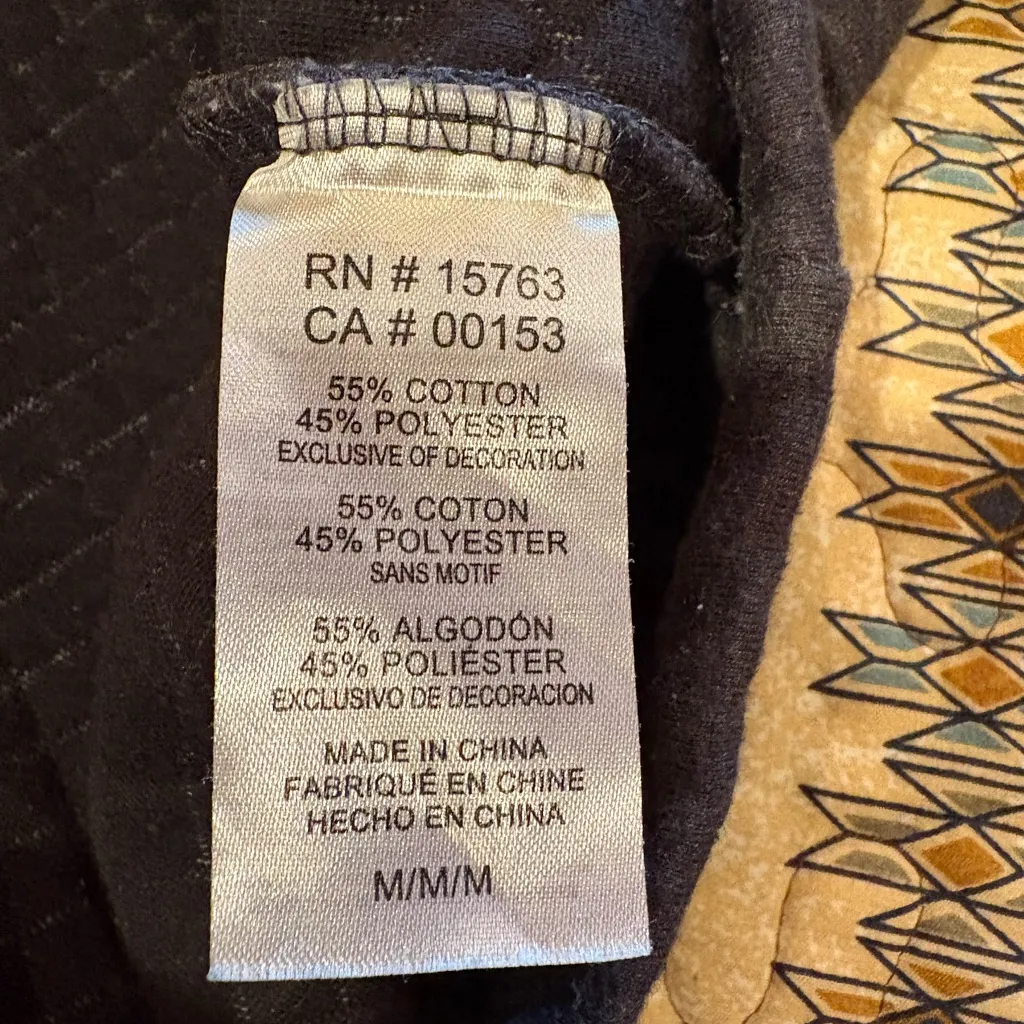 RN # 15763
CA # 00153
55% COTTON
45% POLYESTER
EXCLUSIVE OF DECORATION
55% COTON
45% POLYESTER
SANS MOTIF
55% ALGODÓN
45% POLIÉSTER
EXCLUSIVO DE DECORACION
MADE IN CHINA
FABRIQUÉ EN CHINE
HECHO EN CHINA
M/M/M